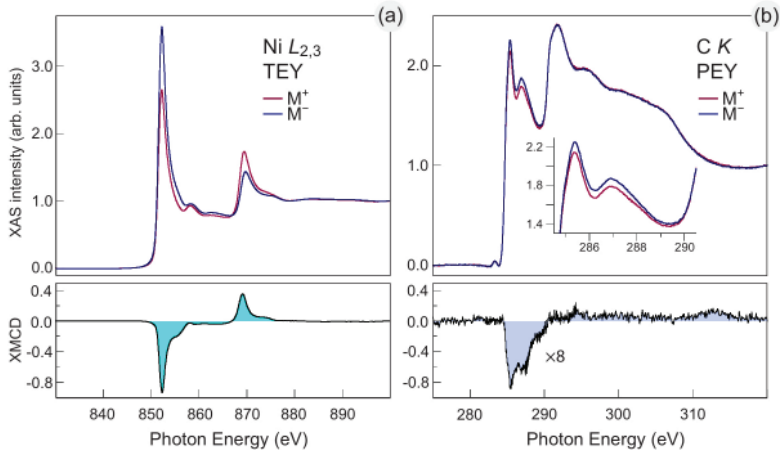 (a)
Ni L2,3
TEY
M+
M−
XAS intensity (arb. units)
3.0
2.0
1.0
0.0
XMCD
0.4
0.0
-0.4
-0.8
840
850
860
870
880
890
Photon Energy (eV)
(b)
C K
PEY
M+
M−
2.0
1.0
0.0
2.2
1.8
1.4
286
288
290
0.4
0.0
-0.4
-0.8
×8
280
290
300
310
Photon Energy (eV)